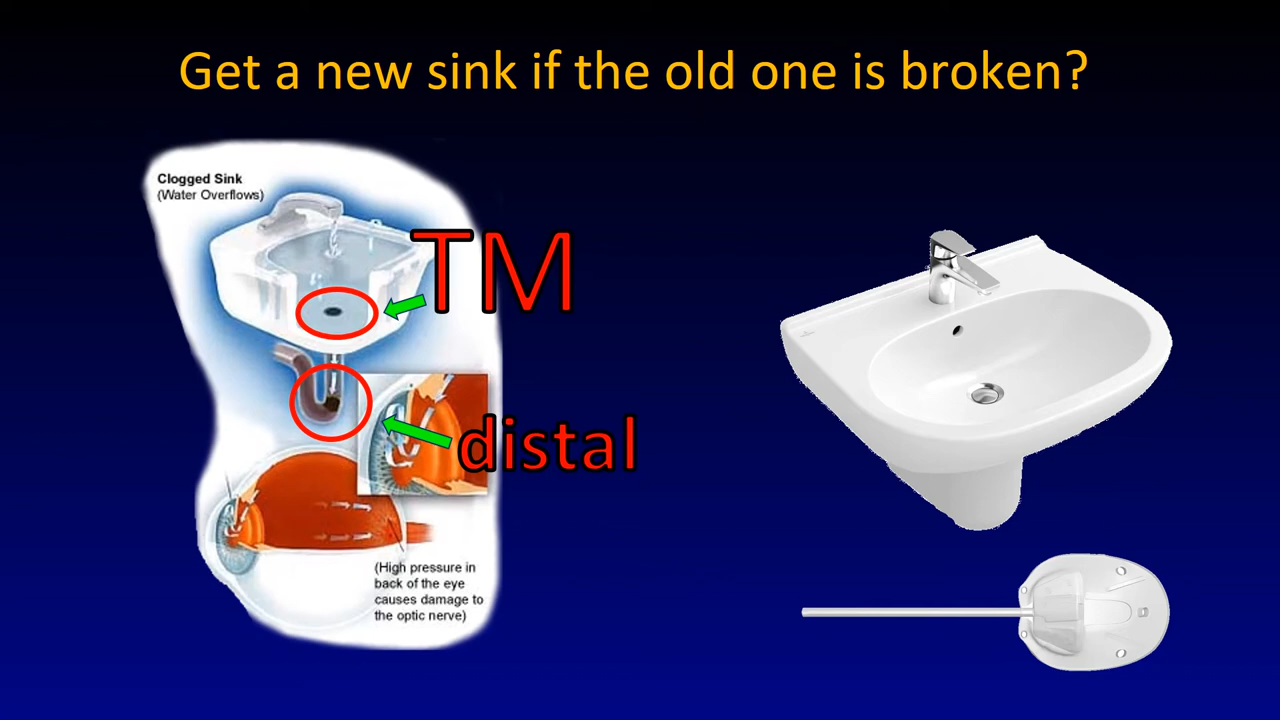 Get a new sink if the old one is broken?
Clogged Sink
(Water Overflows)
TM
distal
(High pressure in
back of the eye
causes damage to
the optic nerve)